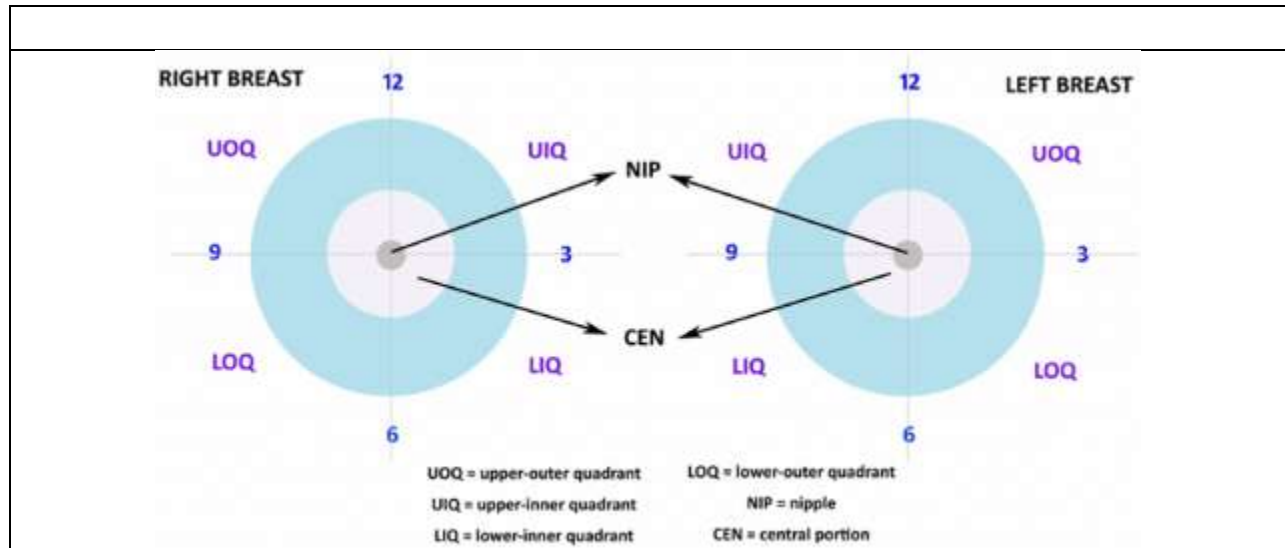 RIGHT BREAST 12 12 LEFT BREAST
UOQ UIQ NIP UIQ UOQ
9 3 9 3
CEN
LOQ LIQ LIQ LOQ
6 6
UOQ = upper-outer quadrant LOQ = lower-outer quadrant
UIQ = upper-inner quadrant NIP = nipple
LIQ = lower-inner quadrant CEN = central portion